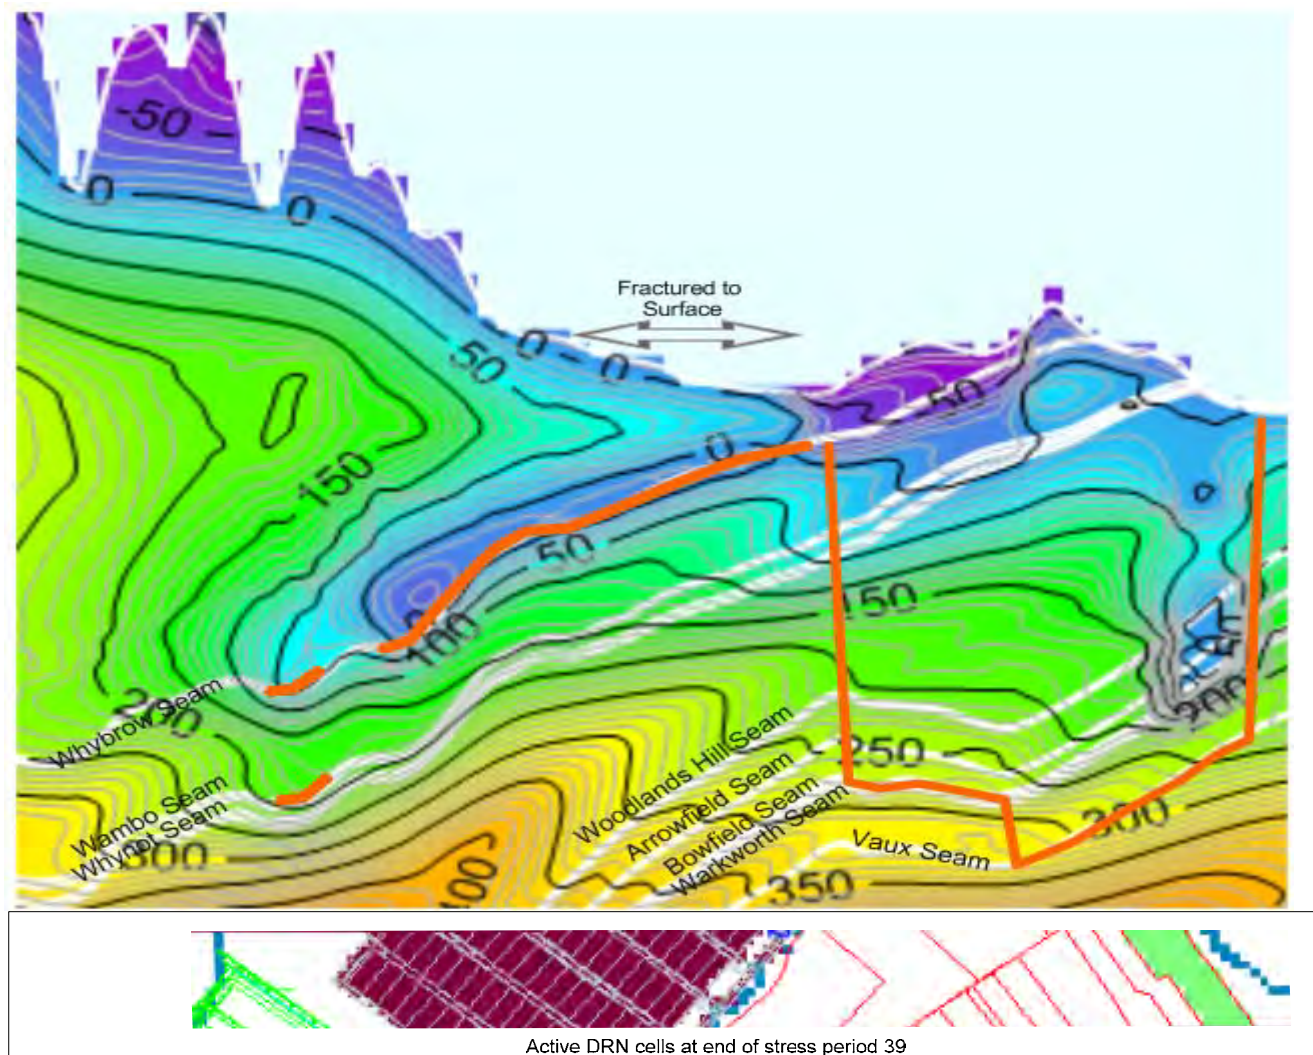 -50
0
0
Fractured to
Surface
0
0
50
-50
0
150
50
100
150
200
Whybrow Seam
200
250
Woodlands Hill Seam
Arrowfield Seam
Bowfield Seam
Warkworth Seam
Wambo Seam
Whynot Seam
300
300
Vaux Seam
350
Active DRN cells at end of stress period 39